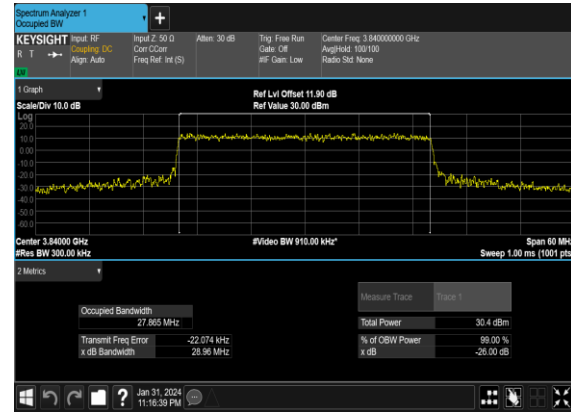 Spectrum Analyzer 1
Occupied BW
+
KEYSIGHT
R T
LU
Input: RF
Coupling: DC
Align: Auto
Input Z: 50 Ω
Corr CCorr
Freq Ref: Int (S)
Atten: 30 dB
Trig: Free Run
Gate: Off
#IF Gain: Low
Center Freq: 3.840000000 GHz
Avg|Hold: 100/100
Radio Std: None
1 Graph
Scale/Div 10.0 dB
Ref Lvl Offset 11.90 dB
Ref Value 30.00 dBm
Log
20.0
10.0
0.00
-10.0
-20.0
-30.0
-40.0
-50.0
-60.0
Center 3.84000 GHz
#Res BW 300.00 kHz
#Video BW 910.00 kHz*
Span 60 MHz
Sweep 1.00 ms (1001 pts
2 Metrics
Occupied Bandwidth
27.865 MHz
Transmit Freq Error -22.074 kHz
x dB Bandwidth 28.96 MHz
Measure Trace Trace 1
Total Power 30.4 dBm
% of OBW Power 99.00 %
x dB -26.00 dB
?
Jan 31, 2024
11:16:39 PM